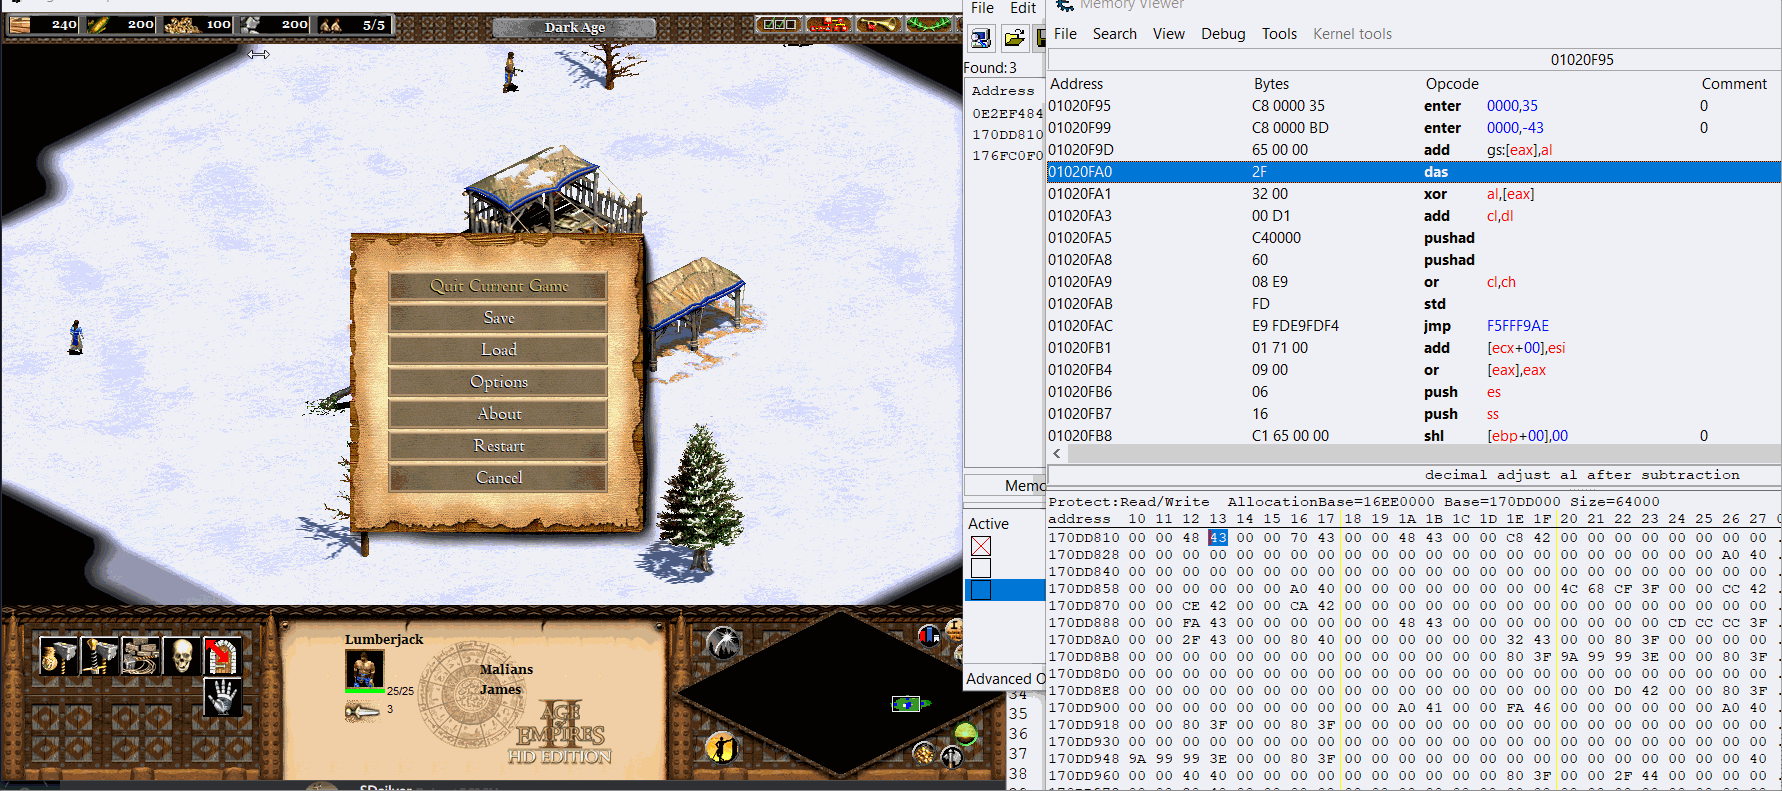 240 200 100 200 5/5
Dark Age
Quit Current Game
Save
Load
Options
About
Restart
Cancel
Lumberjack
25/25
3
Malians
James
AGE
OF
EMPIRES
II
HD EDITION
File Edit
Found: 3
Address
0E2EF484
170DD810
176FC0F0
Memo
Active
Advanced O
34
35
36
37
38
Memory Viewer
File Search View Debug Tools Kernel tools
01020F95
Address Bytes Opcode Comment
01020F95 C8 0000 35 enter 0000,35 0
01020F99 C8 0000 BD enter 0000,-43 0
01020F9D 65 00 00 add gs:[eax],al
01020FA0 2F das
01020FA1 32 00 xor al,[eax]
01020FA3 00 D1 add cl,dl
01020FA5 C40000 pushad
01020FA8 60 pushad
01020FA9 08 E9 or cl,ch
01020FAB FD std
01020FAC E9 FDE9FDF4 jmp F5FFF9AE
01020FB1 01 71 00 add [ecx+00],esi
01020FB4 09 00 or [eax],eax
01020FB6 06 push es
01020FB7 16 push ss
01020FB8 C1 65 00 00 shl [ebp+00],00 0
decimal adjust al after subtraction
Protect:Read/Write AllocationBase=16EE0000 Base=170DD000 Size=64000
address 10 11 12 13 14 15 16 17 18 19 1A 1B 1C 1D 1E 1F 20 21 22 23 24 25 26 27
170DD810 00 00 48 43 00 00 70 43 00 00 48 43 00 00 C8 42 00 00 00 00 00 00 00 00
170DD828 00 00 00 00 00 00 00 00 00 00 00 00 00 00 00 00 00 00 00 00 00 00 A0 40
170DD840 00 00 00 00 00 00 00 00 00 00 00 00 00 00 00 00 00 00 00 00 00 00 00 00
170DD858 00 00 00 00 00 00 A0 40 00 00 00 00 00 00 00 00 4C 68 CF 3F 00 00 CC 42
170DD870 00 00 CE 42 00 00 CA 42 00 00 00 00 00 00 00 00 00 00 00 00 00 00 00 00
170DD888 00 00 FA 43 00 00 00 00 00 00 48 43 00 00 00 00 00 00 00 00 CD CC CC 3F
170DD8A0 00 00 2F 43 00 00 80 40 00 00 00 00 00 00 32 43 00 00 80 3F 00 00 00 00
170DD8B8 00 00 00 00 00 00 00 00 00 00 00 00 00 00 80 3F 9A 99 99 3E 00 00 80 3F
170DD8D0 00 00 00 00 00 00 00 00 00 00 00 00 00 00 00 00 00 00 00 00 00 00 00 00
170DD8E8 00 00 00 00 00 00 00 00 00 00 00 00 00 00 00 00 00 00 D0 42 00 00 80 3F
170DD900 00 00 00 00 00 00 00 00 00 00 A0 41 00 00 FA 46 00 00 00 00 00 00 A0 40
170DD918 00 00 80 3F 00 00 80 3F 00 00 00 00 00 00 00 00 00 00 00 00 00 00 00 00
170DD930 00 00 00 00 00 00 00 00 00 00 00 00 00 00 00 00 00 00 00 00 00 00 00 00
170DD948 9A 99 99 3E 00 00 80 3F 00 00 00 00 00 00 00 00 00 00 00 00 00 00 00 40
170DD960 00 00 40 40 00 00 00 00 00 00 00 00 00 00 80 3F 00 00 2F 44 00 00 00 00